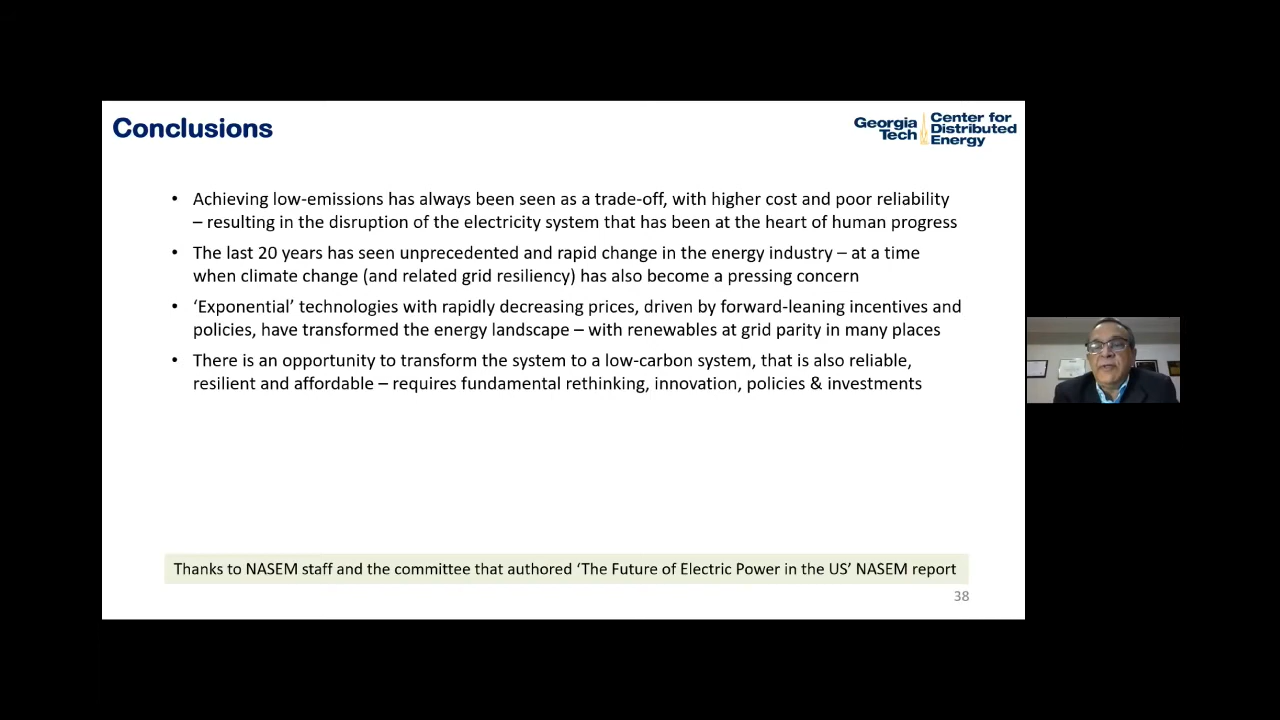 Conclusions
Georgia Tech
Center for Distributed Energy
• Achieving low-emissions has always been seen as a trade-off, with higher cost and poor reliability
– resulting in the disruption of the electricity system that has been at the heart of human progress
• The last 20 years has seen unprecedented and rapid change in the energy industry – at a time
when climate change (and related grid resiliency) has also become a pressing concern
• ‘Exponential’ technologies with rapidly decreasing prices, driven by forward-leaning incentives and
policies, have transformed the energy landscape – with renewables at grid parity in many places
• There is an opportunity to transform the system to a low-carbon system, that is also reliable,
resilient and affordable – requires fundamental rethinking, innovation, policies & investments
Thanks to NASEM staff and the committee that authored ‘The Future of Electric Power in the US’ NASEM report
38